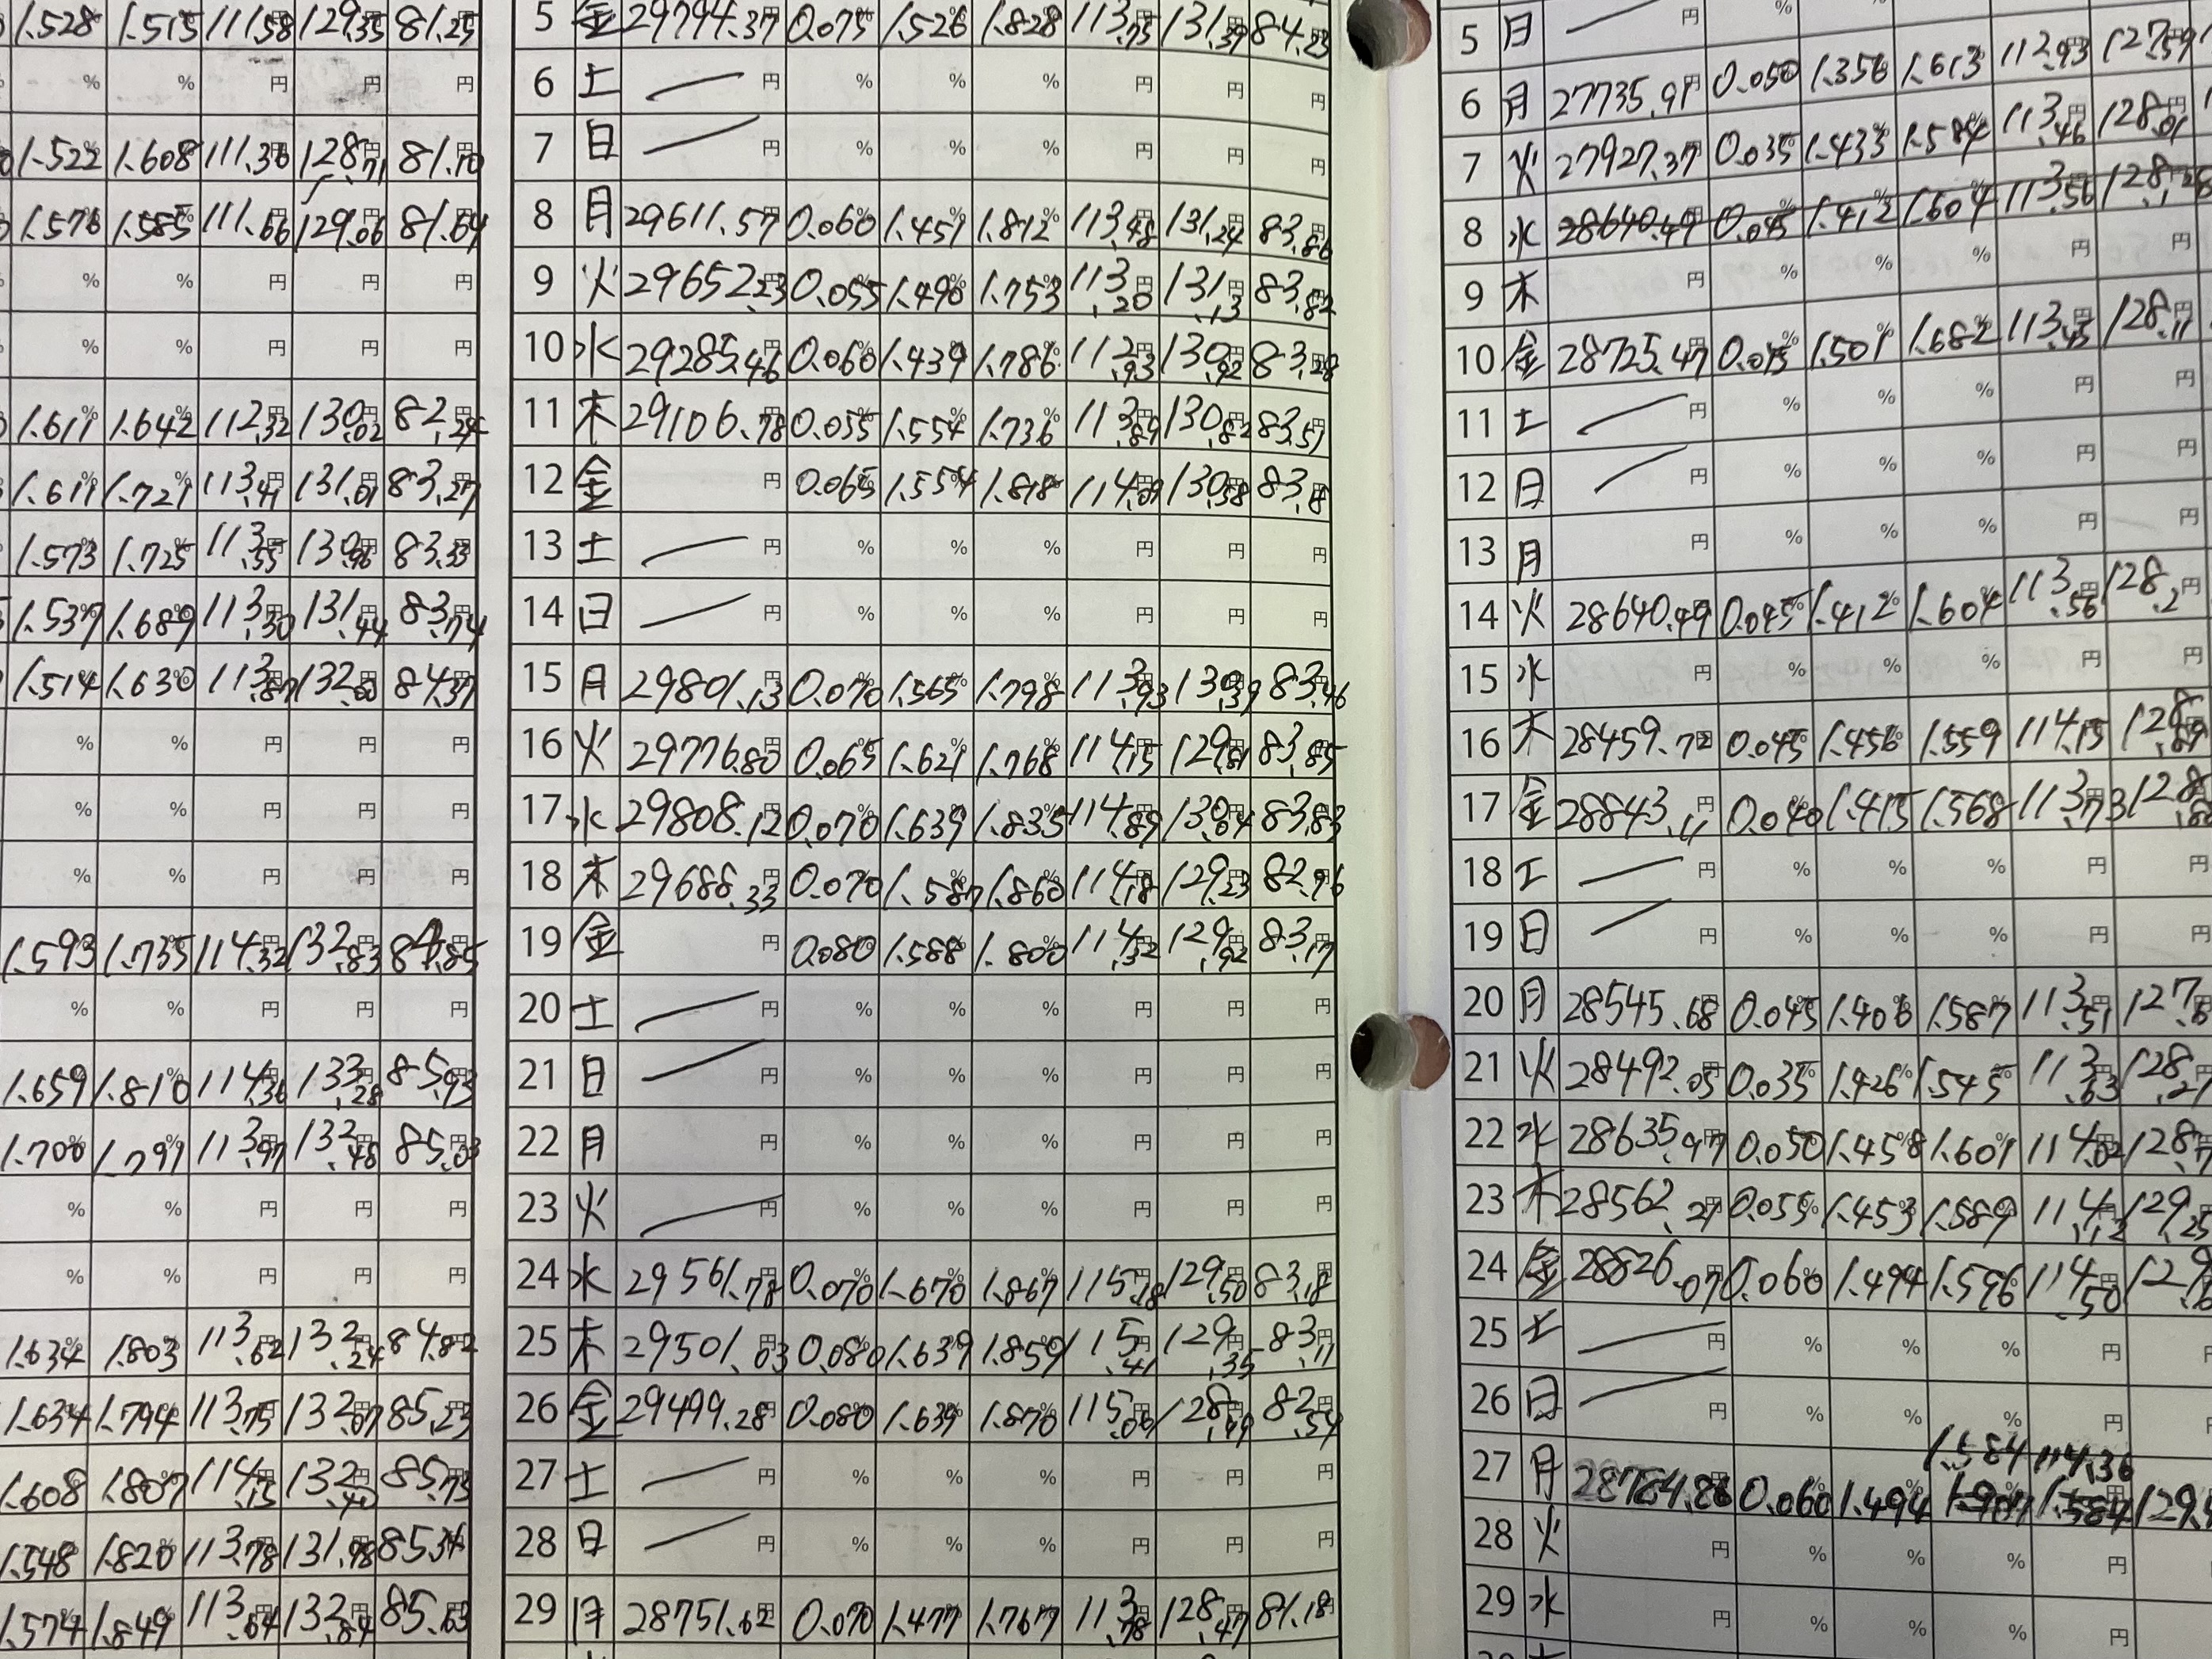 1.528 1.515 111.58 129.35 81.25
% % 円 円 円
1.522 1.608 111.36 128.71 81.10
1.576 1.585 111.66 129.06 81.64
% % 円 円 円
% % 円 円 円
1.611 1.642 112.32 130.02 82.24
1.611 1.721 113.41 131.01 83.27
1.573 1.725 113.55 130.96 83.33
1.537 1.689 113.30 131.44 83.74
1.514 1.630 113.87 132.00 84.37
% % 円 円 円
% % 円 円 円
% % 円 円 円
1.593 1.735 114.32 132.83 84.85
% % 円 円 円
1.659 1.810 114.36 133.28 85.93
1.700 1.791 113.97 132.48 85.03
% % 円 円 円
% % 円 円 円
1.634 1.803 113.62 132.24 84.82
1.634 1.794 113.75 132.07 85.23
1.608 1.807 114.15 132.40 85.75
1.548 1.820 113.78 131.98 85.34
1.574 1.849 113.64 132.84 85.63
5 金 29794.37 0.075 1.526 1.828 113.75 131.39 84.23
6 土 円 % % % 円 円 円
7 日 円 % % % 円 円 円
8 月 29611.57 0.060 1.451 1.812 113.48 131.24 83.86
9 火 29652.23 0.055 1.490 1.753 113.20 131.13 83.82
10 水 29285.46 0.060 1.439 1.786 112.93 130.92 83.28
11 木 29106.78 0.055 1.554 1.736 113.89 130.82 83.51
12 金 円 0.065 1.554 1.818 114.09 130.58 83.18
13 土 円 % % % 円 円 円
14 日 円 % % % 円 円 円
15 月 29801.13 0.070 1.565 1.798 113.93 130.39 83.46
16 火 29776.80 0.065 1.621 1.768 114.15 129.81 83.85
17 水 29808.12 0.070 1.639 1.835 114.89 130.04 83.83
18 木 29688.33 0.070 1.587 1.860 114.18 129.23 82.96
19 金 円 0.080 1.588 1.800 114.32 129.92 83.17
20 土 円 % % % 円 円 円
21 日 円 % % % 円 円 円
22 月 円 % % % 円 円 円
23 火 円 % % % 円 円 円
24 水 29561.78 0.070 1.670 1.867 115.18 129.50 83.18
25 木 29501.03 0.080 1.639 1.859 115.41 129.35 83.11
26 金 29499.28 0.080 1.639 1.870 115.06 128.99 82.59
27 土 円 % % % 円 円 円
28 日 円 % % % 円 円 円
29 月 28751.62 0.070 1.477 1.767 113.78 128.47 81.18
5 日 円 %
6 月 27735.91 0.050 1.356 1.613 112.93 127.59
7 火 27927.37 0.035 1.433 1.584 113.46 128.01
8 水 28640.49 0.045 1.412 1.604 113.56 128.1
9 木 円 % % % 円 円
10 金 28725.47 0.045 1.501 1.682 113.45 128.11
11 土 円 % % % 円 円
12 日 円 % % % 円 円
13 月 円 % % % 円 円
14 火 28640.49 0.045 1.412 1.604 113.56 128.2
15 水 円 % % % 円 円
16 木 28459.72 0.045 1.456 1.559 114.15 128.89
17 金 28843.11 0.040 1.415 1.568 113.73 128.80
18 土 円 % % % 円 円
19 日 円 % % % 円 円
20 月 28545.68 0.045 1.406 1.587 113.51 127.6
21 火 28492.05 0.035 1.426 1.545 113.63 128.21
22 水 28635.97 0.050 1.458 1.601 114.02 128.7
23 木 28562.21 0.055 1.453 1.589 114.12 129.25
24 金 28826.07 0.060 1.494 1.596 114.50 129.6
25 土 円 % % % 円
26 日 円 % % % 円
1.584 114.36
27 月 28784.86 0.060 1.494 1.907 1.584 129.
28 火 円 % % % 円
29 水 円 % % % 円